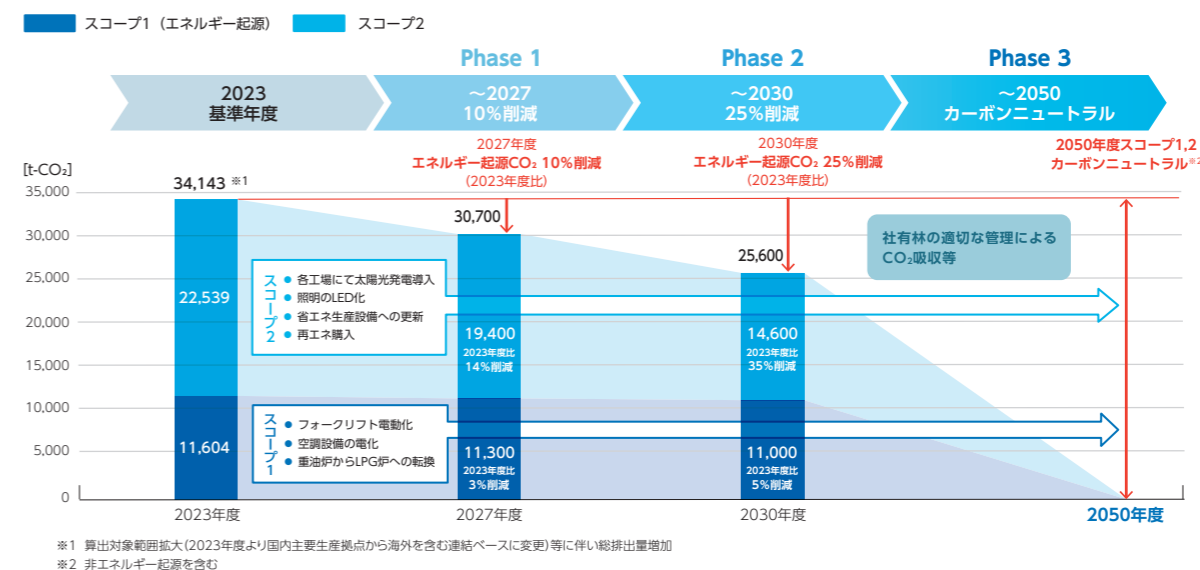 スコープ1（エネルギー起源）
スコープ2
Phase 1
Phase 2
Phase 3
2023
基準年度
～2027
10％削減
～2030
25％削減
～2050
カーボンニュートラル
2027年度
エネルギー起源CO₂ 10％削減
（2023年度比）
2030年度
エネルギー起源CO₂ 25％削減
（2023年度比）
2050年度スコープ1,2
カーボンニュートラル※2
[t-CO₂]
35,000
30,000
25,000
20,000
15,000
10,000
5,000
0
34,143 ※1
22,539
11,604
30,700
19,400
2023年度比
14％削減
11,300
2023年度比
3％削減
25,600
14,600
2023年度比
35％削減
11,000
2023年度比
5％削減
社有林の適切な管理による
CO₂吸収等
スコープ2
● 各工場にて太陽光発電導入
● 照明のLED化
● 省エネ生産設備への更新
● 再エネ購入
スコープ1
● フォークリフト電動化
● 空調設備の電化
● 重油炉からLPG炉への転換
2023年度
2027年度
2030年度
2050年度
※1 算出対象範囲拡大（2023年度より国内主要生産拠点から海外を含む連結ベースに変更）等に伴い総排出量増加
※2 非エネルギー起源を含む